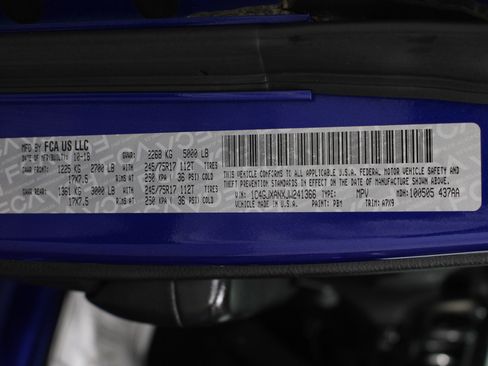 MFD BY FCA US LLC
DATE OF MFR/BUILT: 10-18 GVWR: 2268 KG 5000 LB
GAWR FRONT: 1225 KG 2700 LB WITH 245/75R17 112T TIRES
17X7.5 RIMS AT 250 KPA / 36 PSI COLD
GAWR REAR: 1361 KG 3000 LB WITH 245/75R17 112T TIRES
17X7.5 RIMS AT 250 KPA / 36 PSI COLD
THIS VEHICLE CONFORMS TO ALL APPLICABLE U.S.A. FEDERAL MOTOR VEHICLE SAFETY,
BUMPER, AND THEFT PREVENTION STANDARDS IN EFFECT ON THE DATE OF MANUFACTURE SHOWN ABOVE.
TYPE: MPV MDH: 100505 437AA
VEHICLE MADE IN U.S.A. PAINT: PBM TRIM: A7X9